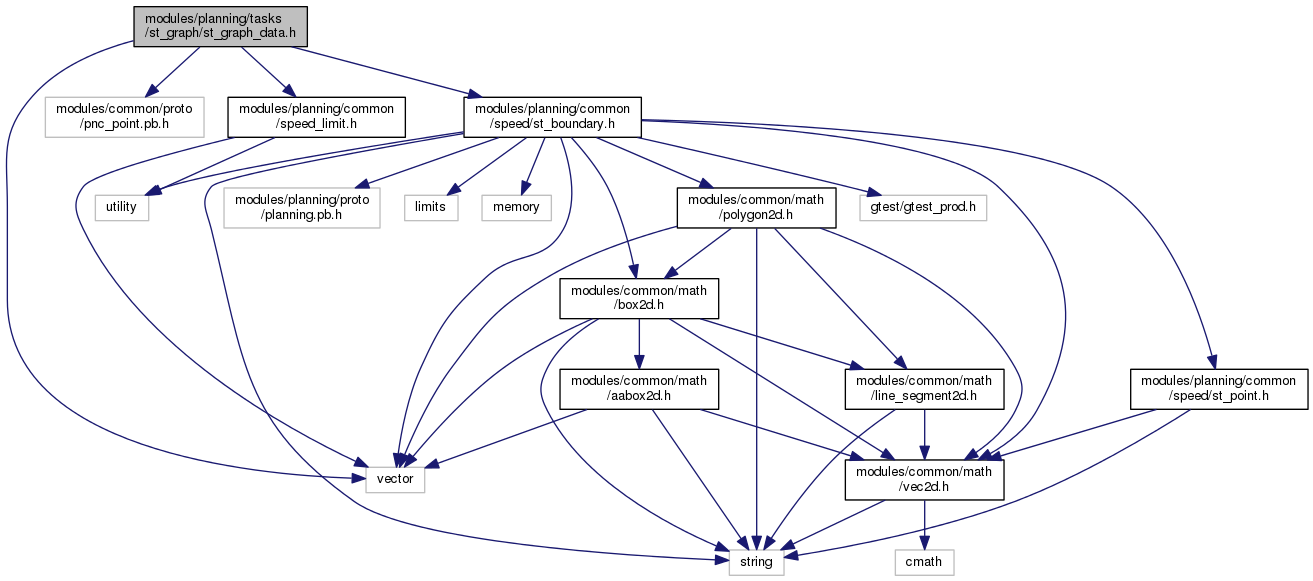 modules/planning/tasks
/st_graph/st_graph_data.h
modules/common/proto
/pnc_point.pb.h
modules/planning/common
/speed_limit.h
modules/planning/common
/speed/st_boundary.h
utility
modules/planning/proto
/planning.pb.h
limits
memory
modules/common/math
/polygon2d.h
gtest/gtest_prod.h
modules/common/math
/box2d.h
modules/common/math
/aabox2d.h
modules/common/math
/line_segment2d.h
modules/planning/common
/speed/st_point.h
vector
modules/common/math
/vec2d.h
string
cmath